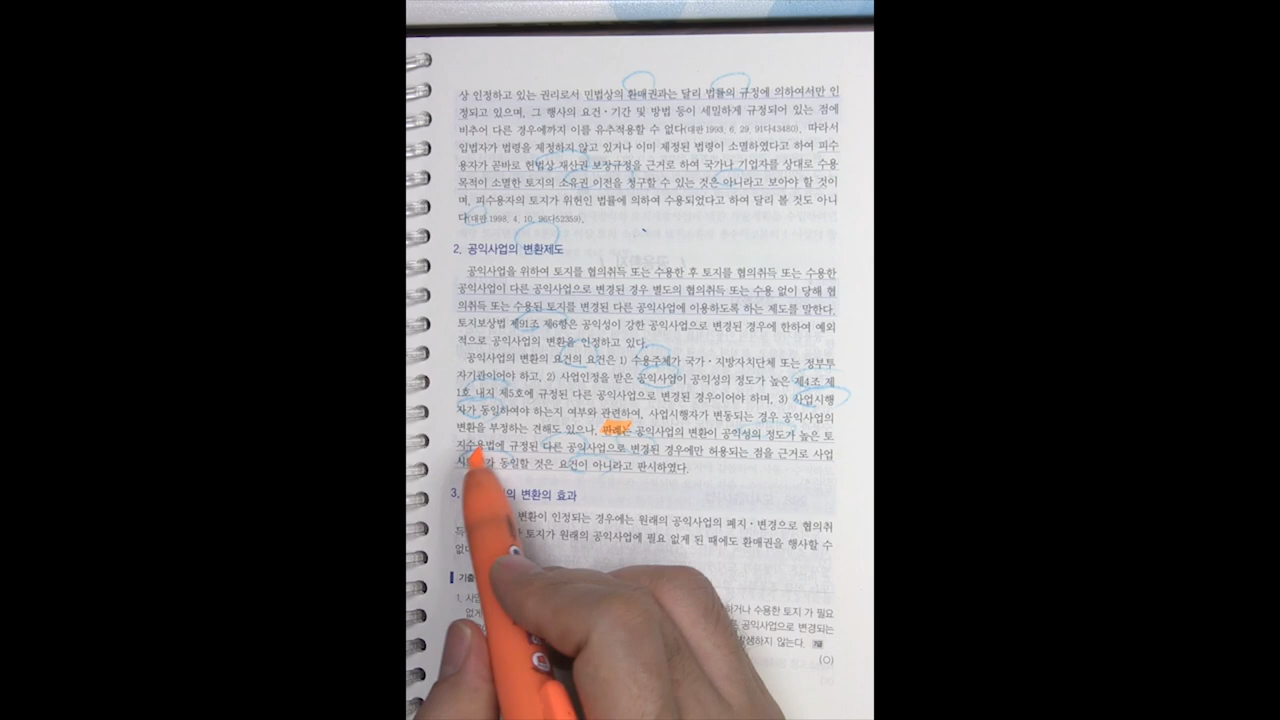 상 인정하고 있는 권리로서 민법상의 환매권과는 달리 법률의 규정에 의하여서만 인
정되고 있으며, 그 행사의 요건·기간 및 방법 등이 세밀하게 규정되어 있는 점에
비추어 다른 경우에까지 이를 유추적용할 수 없다(대판 1993. 6. 29, 91다43480). 따라서
입법자가 법령을 제정하지 않고 있거나 이미 제정된 법령이 소멸하였다고 하여 피수
용자가 곧바로 헌법상 재산권 보장규정을 근거로 하여 국가나 기업자를 상대로 수용
목적이 소멸한 토지의 소유권 이전을 청구할 수 있는 것은 아니라고 보아야 할 것이
며, 피수용자의 토지가 위헌인 법률에 의하여 수용되었다고 하여 달리 볼 것도 아니
다(대판 1998. 4. 10, 96다52359).
2. 공익사업의 변환제도
공익사업을 위하여 토지를 협의취득 또는 수용한 후 토지를 협의취득 또는 수용한
공익사업이 다른 공익사업으로 변경된 경우 별도의 협의취득 또는 수용 없이 당해 협
의취득 또는 수용된 토지를 변경된 다른 공익사업에 이용하도록 하는 제도를 말한다.
토지보상법 제91조 제6항은 공익성이 강한 공익사업으로 변경된 경우에 한하여 예외
적으로 공익사업의 변환을 인정하고 있다.
공익사업의 변환의 요건의 요건은 1) 수용주체가 국가·지방자치단체 또는 정부투
자기관이어야 하고, 2) 사업인정을 받은 공익사업이 공익성의 정도가 높은 제4조 제
1호 내지 제5호에 규정된 다른 공익사업으로 변경된 경우이어야 하며, 3) 사업시행
자가 동일하여야 하는지 여부와 관련하여, 사업시행자가 변동되는 경우 공익사업의
변환을 부정하는 견해도 있으나, 판례는 공익사업의 변환이 공익성의 정도가 높은 토
지수용법에 규정된 다른 공익사업으로 변경된 경우에만 허용되는 점을 근거로 사업
시 가 동일할 것은 요건이 아니라고 판시하였다.
3. 의 변환의 효과
변환이 인정되는 경우에는 원래의 공익사업의 폐지·변경으로 협의취
득 토지가 원래의 공익사업에 필요 없게 된 때에도 환매권을 행사할 수
없
기출
1. 사 하거나 수용한 토지 가 필요
없게 공익사업으로 변경되는
발생하지 않는다.
(O)